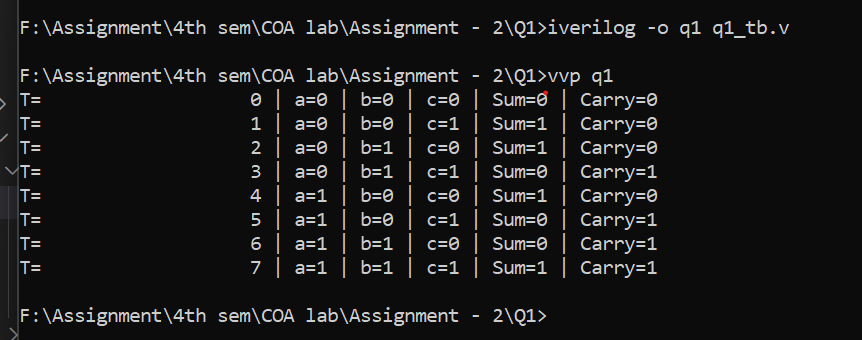 F:\Assignment\4th sem\COA lab\Assignment - 2\Q1>iverilog -o q1 q1_tb.v
F:\Assignment\4th sem\COA lab\Assignment - 2\Q1>vvp q1
T=                   0 | a=0 | b=0 | c=0 | Sum=0 | Carry=0
T=                   1 | a=0 | b=0 | c=1 | Sum=1 | Carry=0
T=                   2 | a=0 | b=1 | c=0 | Sum=1 | Carry=0
T=                   3 | a=0 | b=1 | c=1 | Sum=0 | Carry=1
T=                   4 | a=1 | b=0 | c=0 | Sum=1 | Carry=0
T=                   5 | a=1 | b=0 | c=1 | Sum=0 | Carry=1
T=                   6 | a=1 | b=1 | c=0 | Sum=0 | Carry=1
T=                   7 | a=1 | b=1 | c=1 | Sum=1 | Carry=1
F:\Assignment\4th sem\COA lab\Assignment - 2\Q1>